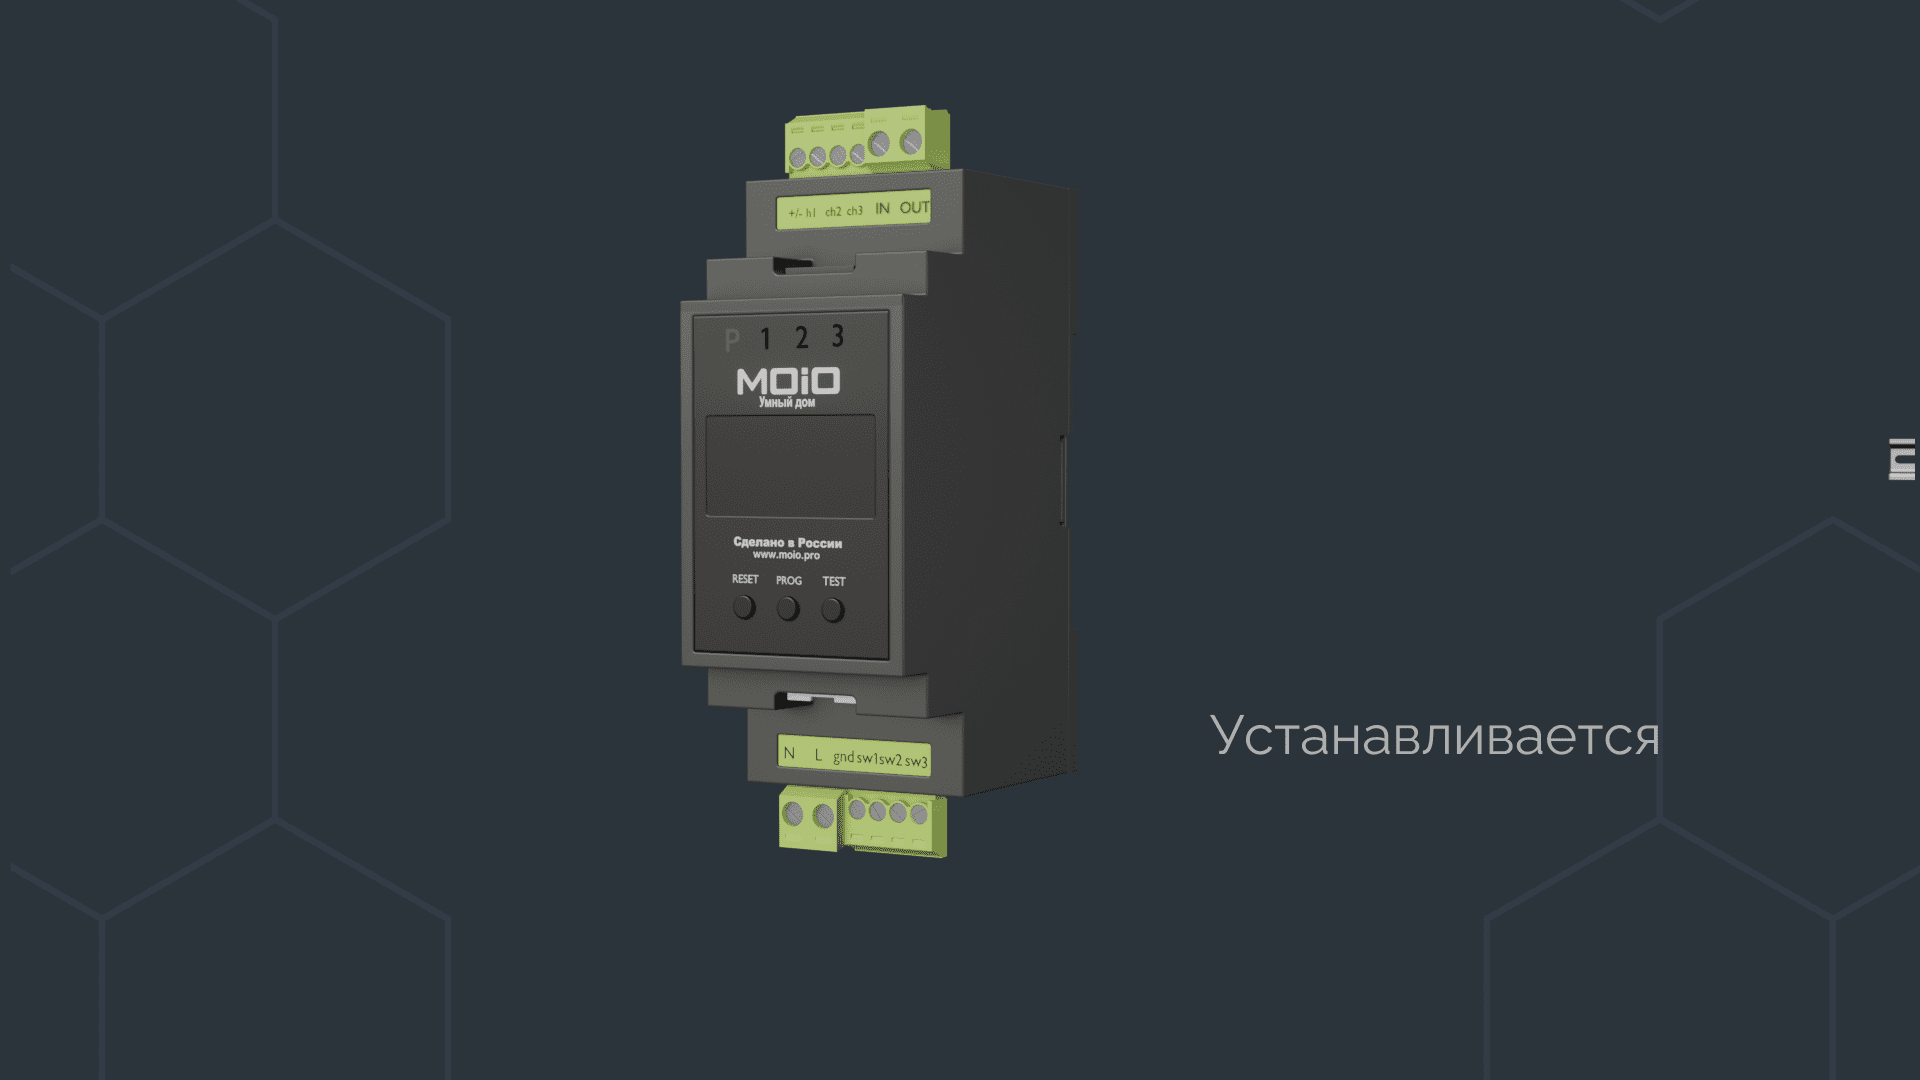 +/- h1 ch2 ch3 IN OUT
P 1 2 3
MOiO
Умный дом
Сделано в России
www.moio.pro
RESET PROG TEST
N L gnd sw1 sw2 sw3
Устанавливается